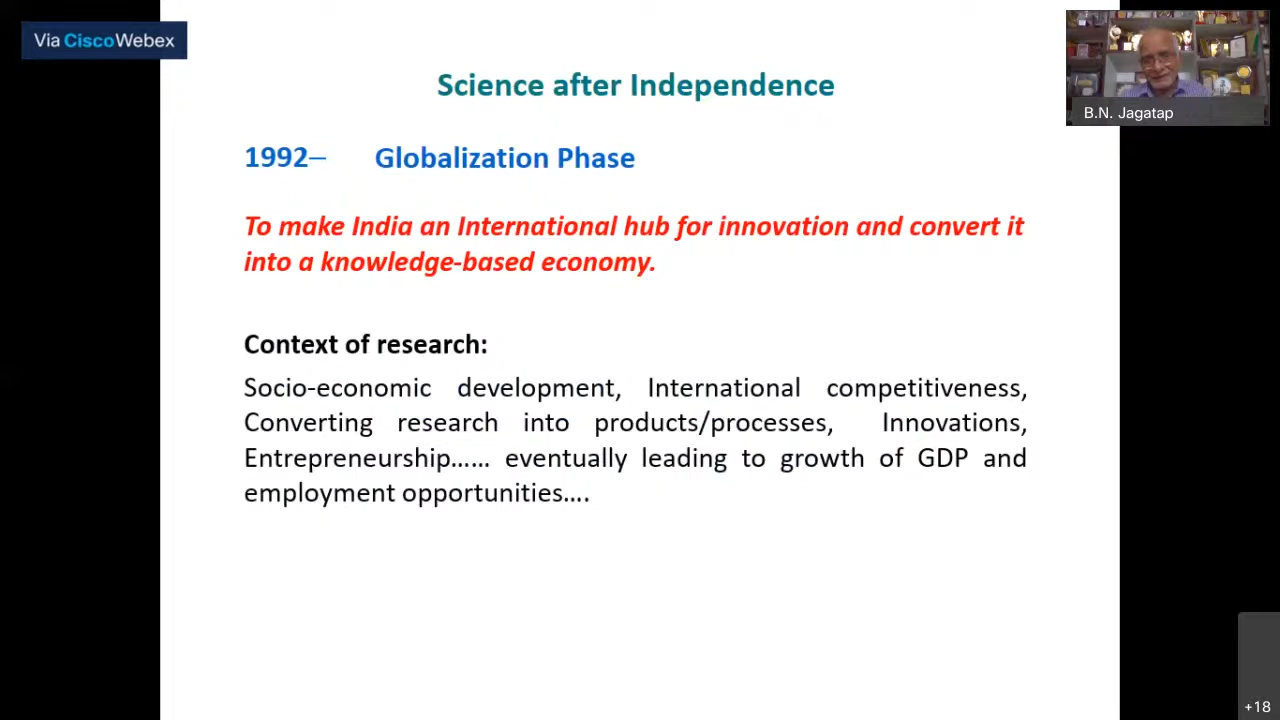 Via CiscoWebex
B.N. Jagatap
Science after Independence
1992– Globalization Phase
To make India an International hub for innovation and convert it
into a knowledge-based economy.
Context of research:
Socio-economic development, International competitiveness,
Converting research into products/processes, Innovations,
Entrepreneurship…… eventually leading to growth of GDP and
employment opportunities….
+18